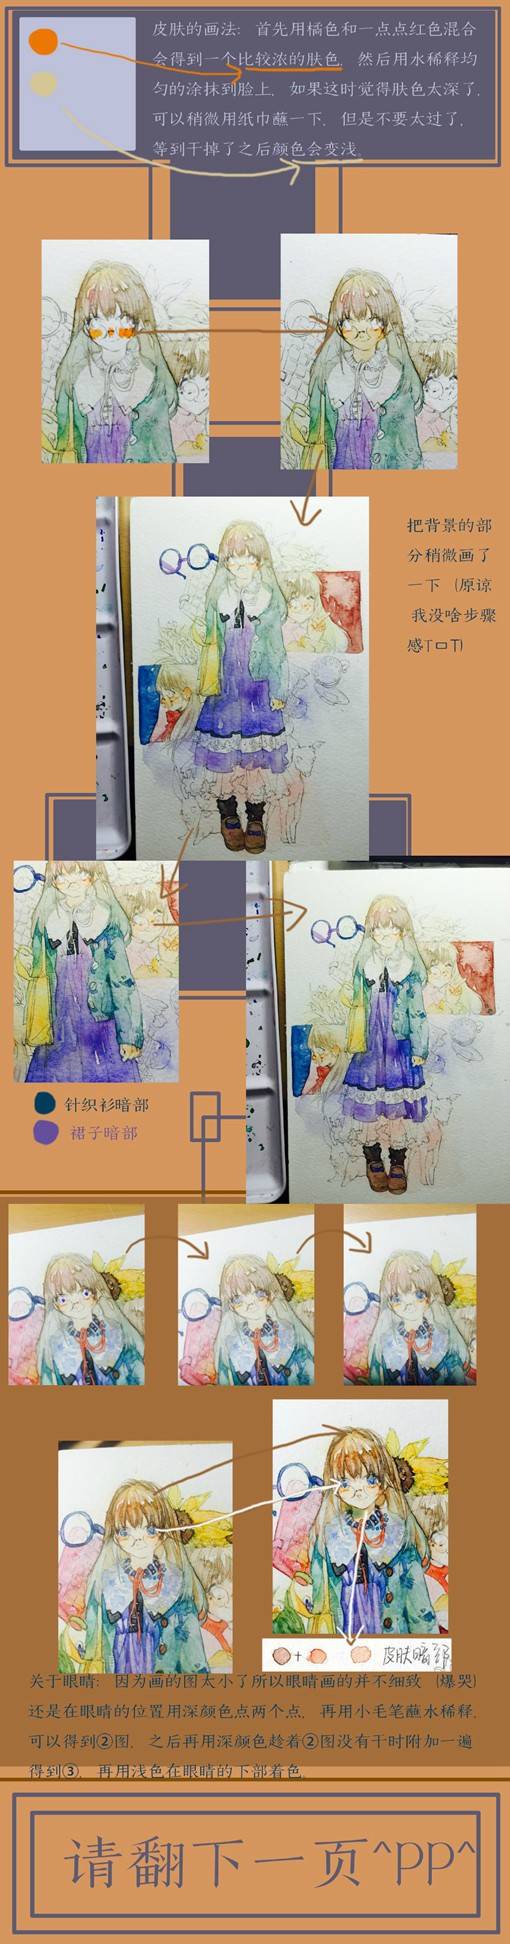 皮肤的画法：首先用橘色和一点点红色混合
会得到一个比较浓的肤色，然后用水稀释均
匀的涂抹到脸上，如果这时觉得肤色太深了，
可以稍微用纸巾蘸一下，但是不要太过了，
等到干掉了之后颜色会变浅。
把背景的部
分稍微画了
一下（原谅
我没啥步骤
感T口T)
针织衫暗部
裙子暗部
+
皮肤暗部
关于眼睛：因为画的图太小了所以眼睛画的并不细致（爆哭）
还是在眼睛的位置用深颜色点两个点，再用小毛笔蘸水稀释，
可以得到②图，之后再用深颜色趁着②图没有干时附加一遍
得到③，再用浅色在眼睛的下部着色。
请翻下一页^pp^